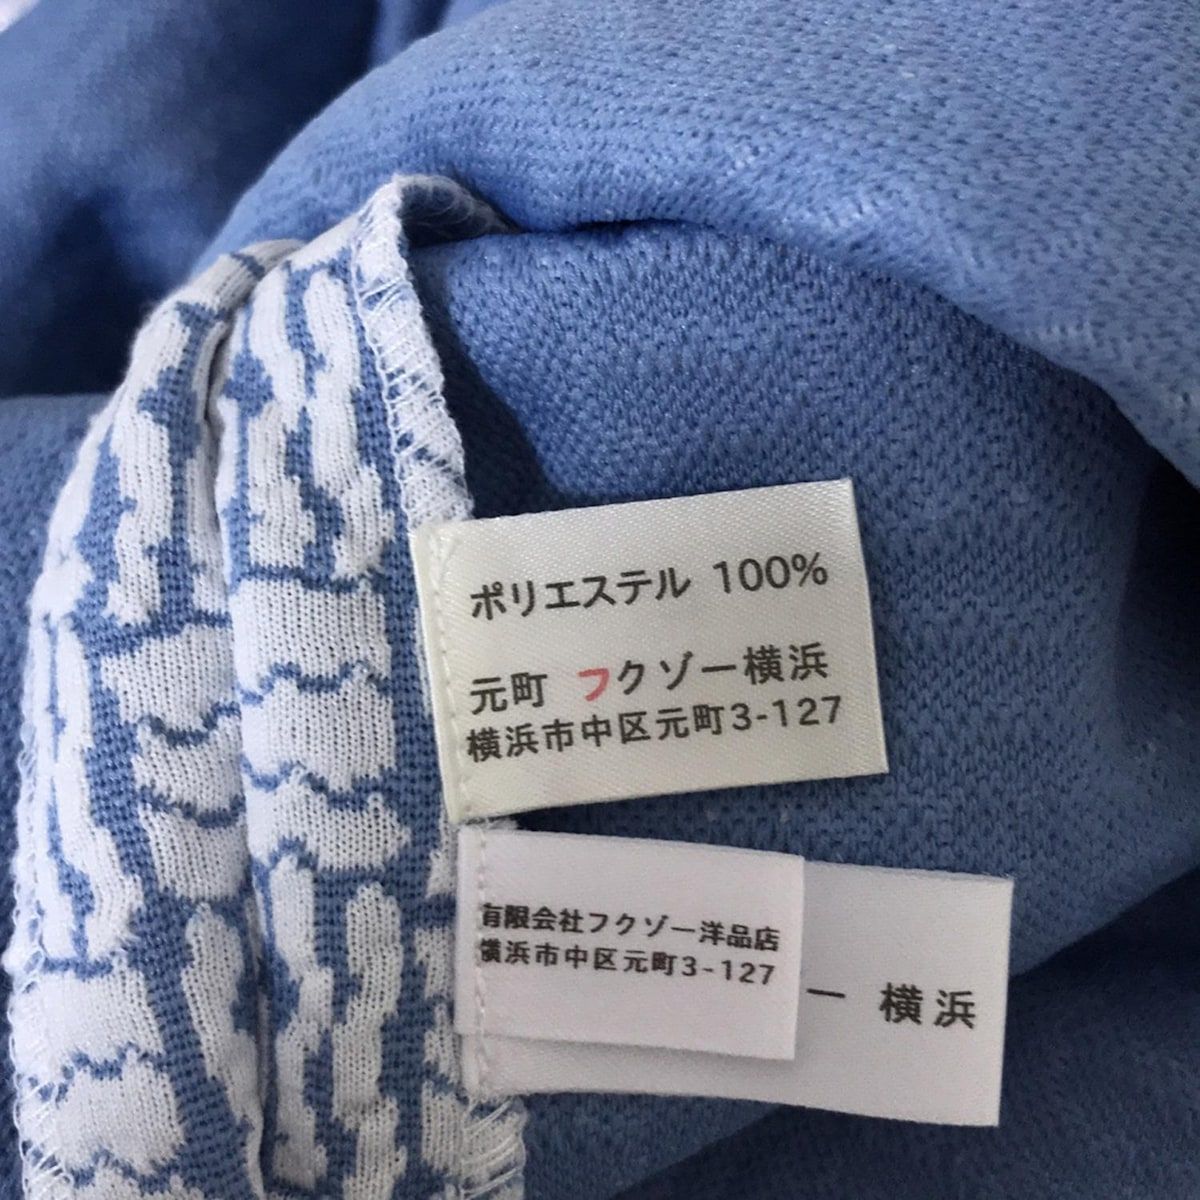 ポリエステル 100%
元町 フクゾー横浜
横浜市中区元町3-127
有限会社フクゾー洋品店
横浜市中区元町3-127
ー 横浜